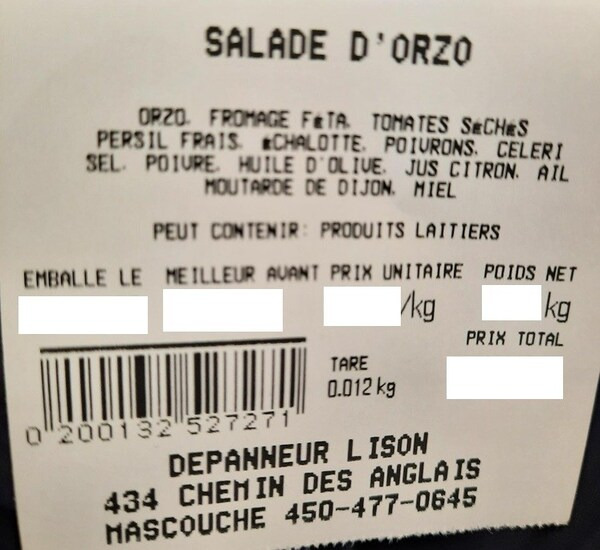 SALADE D'ORZO
ORZO, FROMAGE FETA, TOMATES SECHES
PERSIL FRAIS, ECHALOTTE, POIVRONS, CELERI
SEL, POIVRE, HUILE D'OLIVE, JUS CITRON, AIL
MOUTARDE DE DIJON, MIEL
PEUT CONTENIR: PRODUITS LAITIERS
EMBALLE LE MEILLEUR AVANT PRIX UNITAIRE POIDS NET
/kg kg
PRIX TOTAL
TARE
0.012 kg
0 200132 527271
DEPANNEUR LISON
434 CHEMIN DES ANGLAIS
MASCOUCHE 450-477-0645